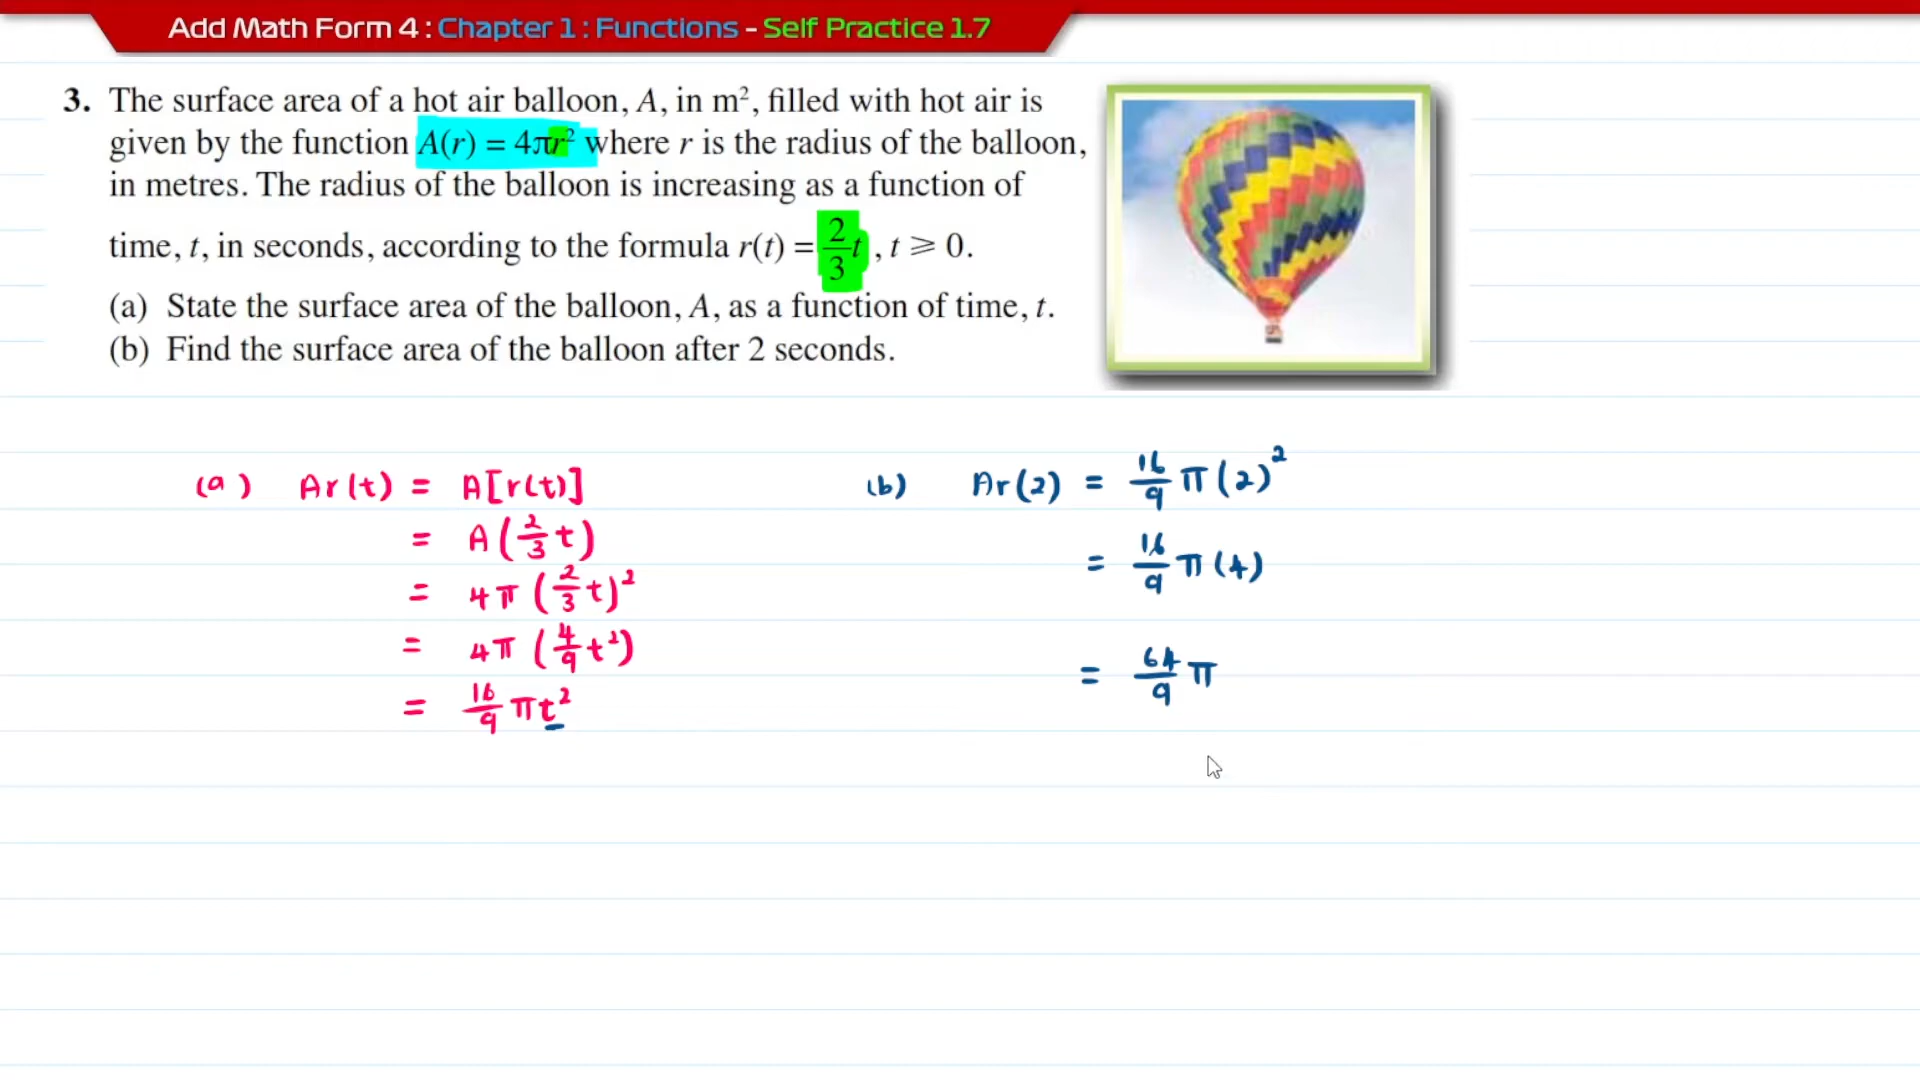 Add Math Form 4 : Chapter 1 : Functions - Self Practice 1.7
3. The surface area of a hot air balloon, A, in m², filled with hot air is
given by the function A(r) = 4πr² where r is the radius of the balloon,
in metres. The radius of the balloon is increasing as a function of
time, t, in seconds, according to the formula r(t) = 2/3 t, t ⩾ 0.
(a) State the surface area of the balloon, A, as a function of time, t.
(b) Find the surface area of the balloon after 2 seconds.
(a) Ar(t) = A[r(t)]
= A(2/3 t)
= 4π(2/3 t)²
= 4π(4/9 t²)
= 16/9 πt²
(b) Ar(2) = 16/9 π(2)²
= 16/9 π(4)
= 64/9 π